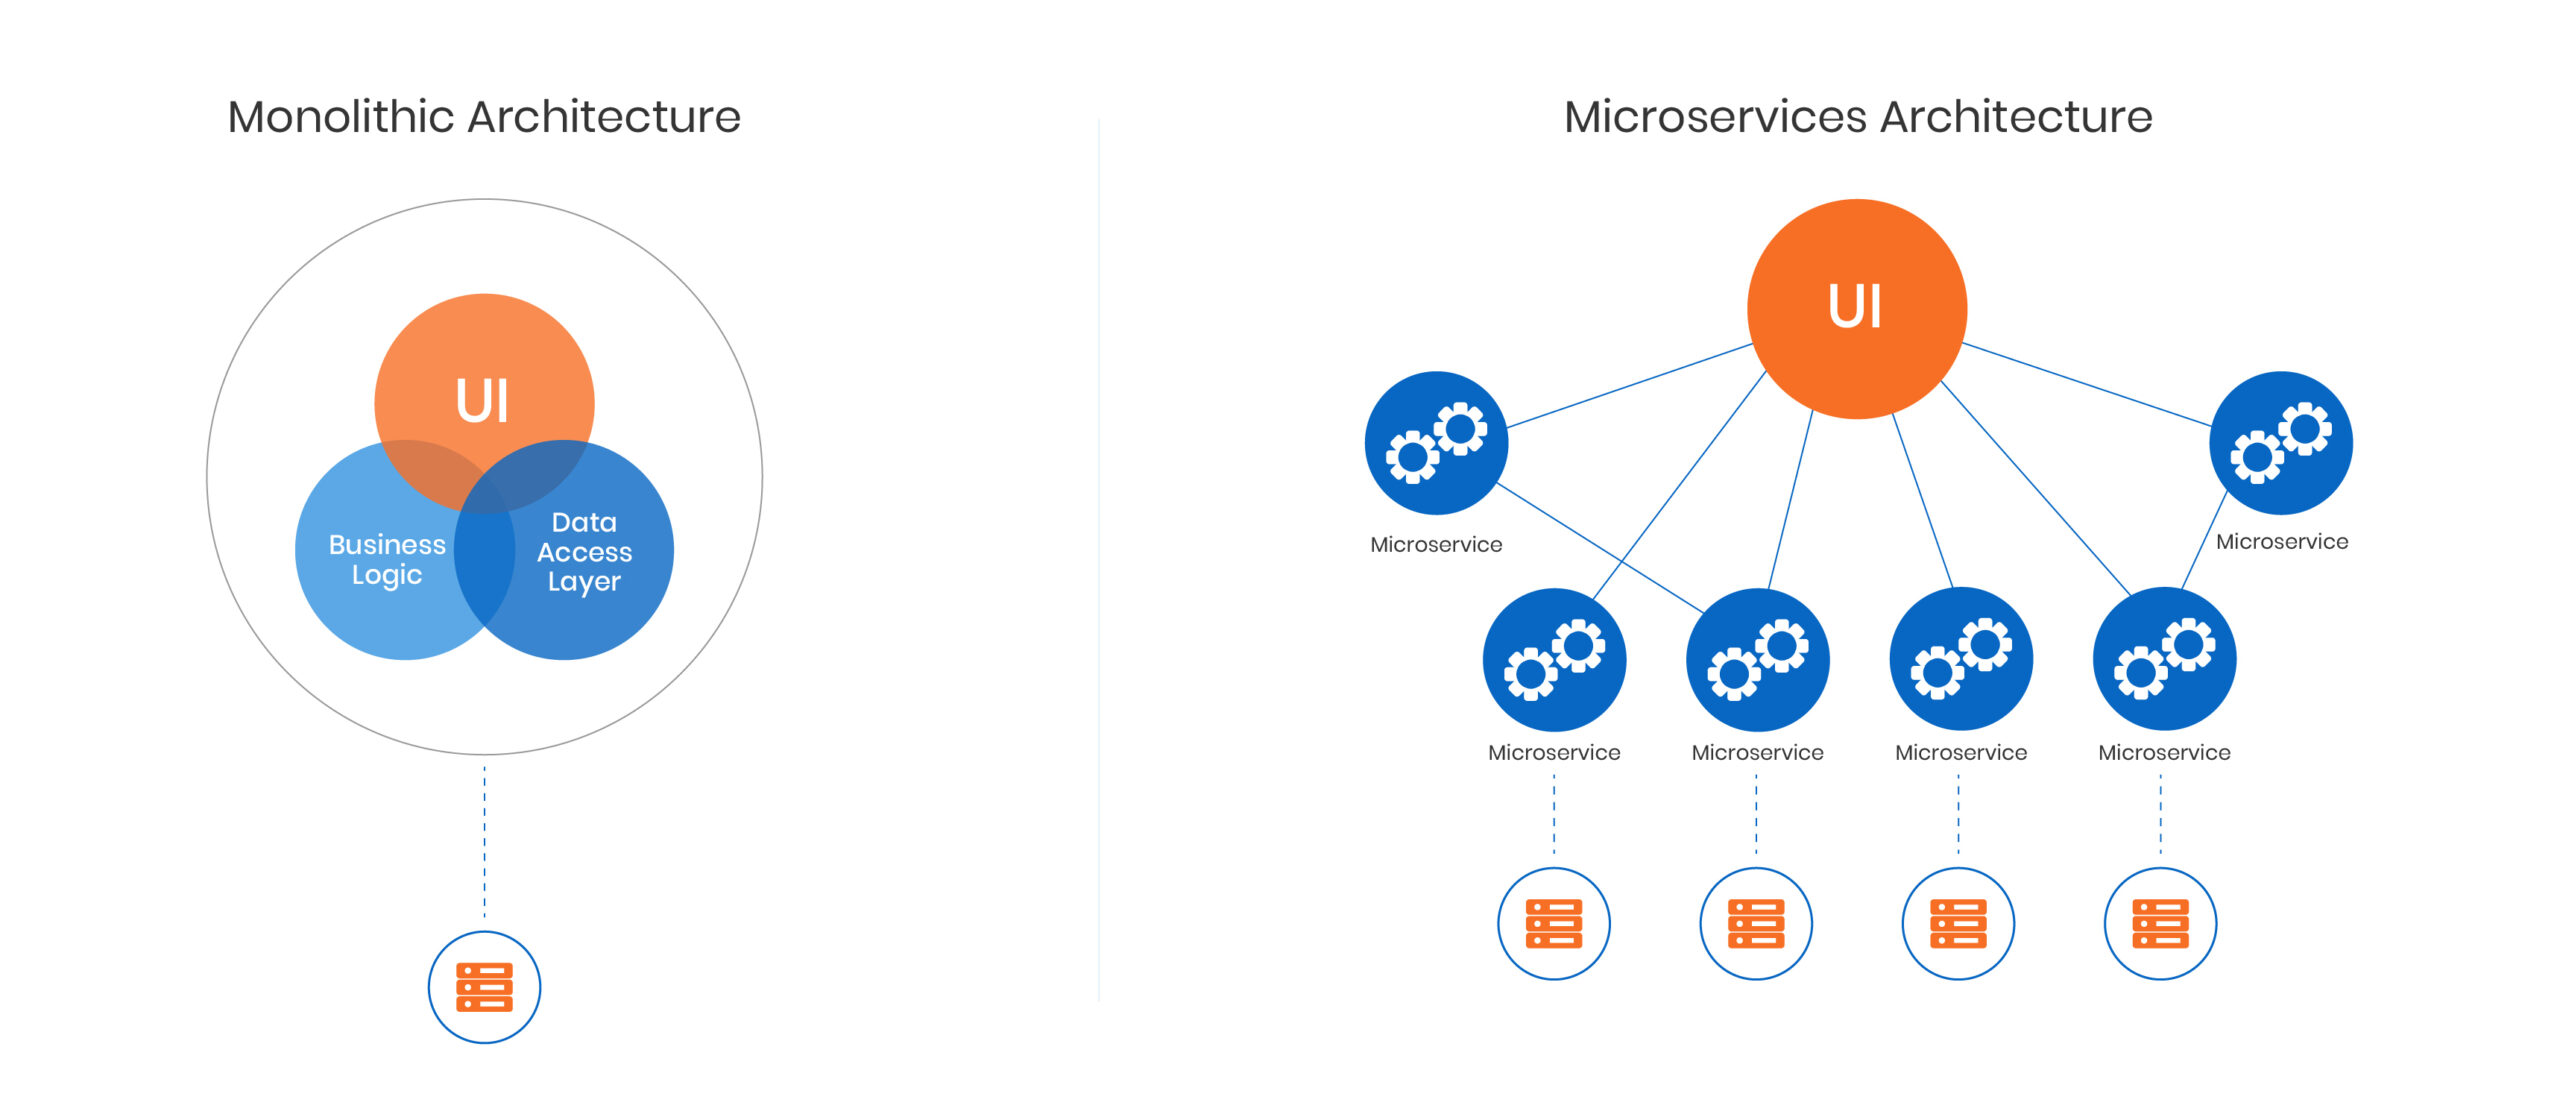 Monolithic Architecture
UI
Business
Logic
Data
Access
Layer
Microservices Architecture
UI
Microservice
Microservice
Microservice
Microservice
Microservice
Microservice